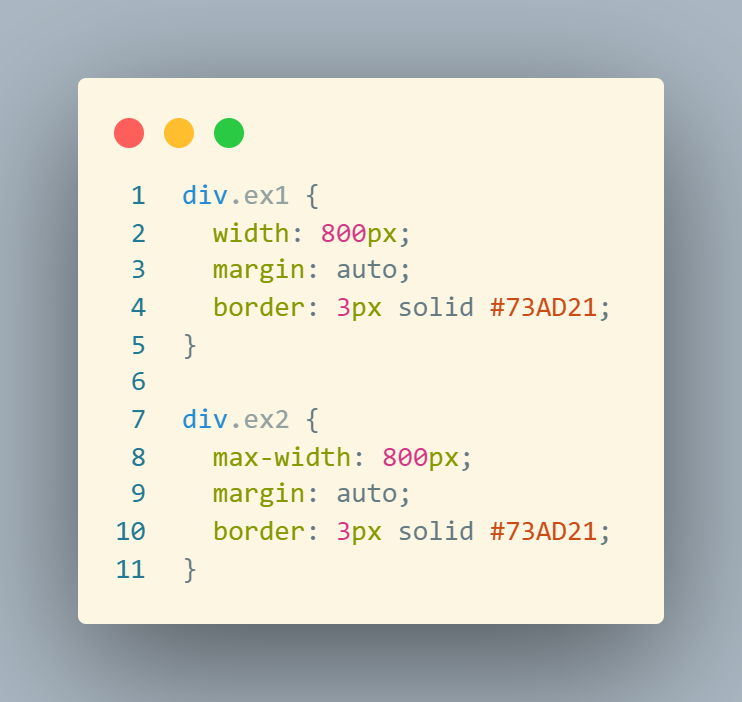 1 div.ex1 {
2   width: 800px;
3   margin: auto;
4   border: 3px solid #73AD21;
5 }
6
7 div.ex2 {
8   max-width: 800px;
9   margin: auto;
10   border: 3px solid #73AD21;
11 }